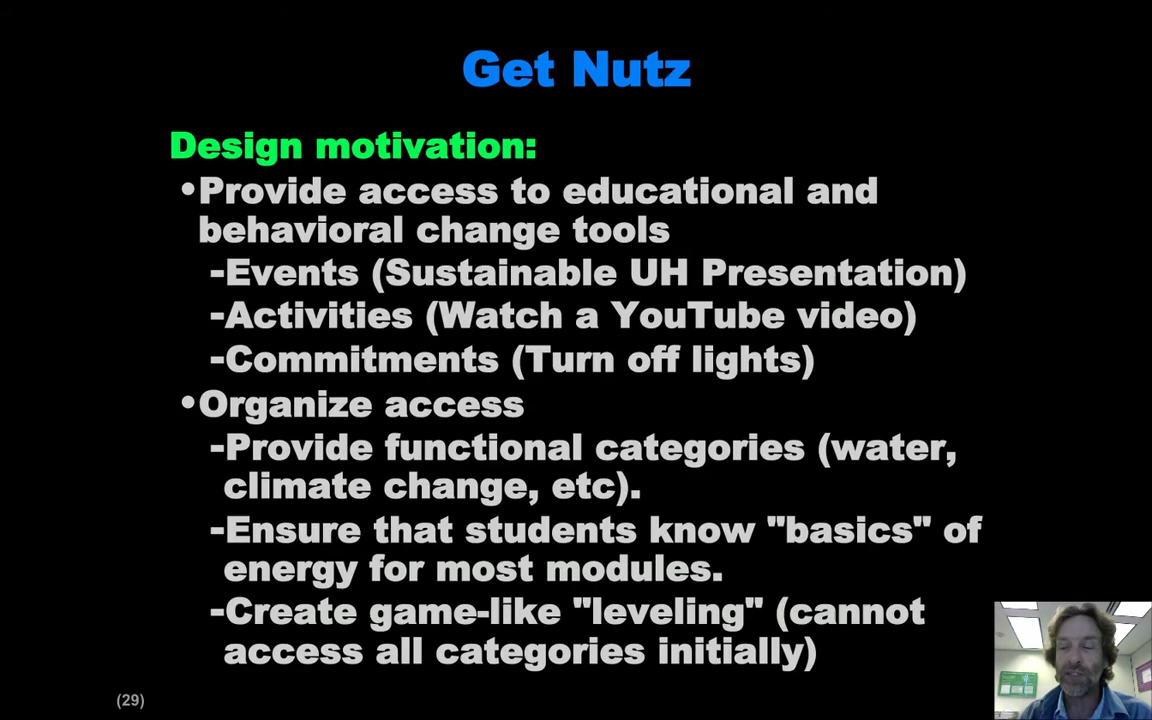 Get Nutz
Design motivation:
•Provide access to educational and
behavioral change tools
-Events (Sustainable UH Presentation)
-Activities (Watch a YouTube video)
-Commitments (Turn off lights)
•Organize access
-Provide functional categories (water,
climate change, etc).
-Ensure that students know "basics" of
energy for most modules.
-Create game-like "leveling" (cannot
access all categories initially)
(29)